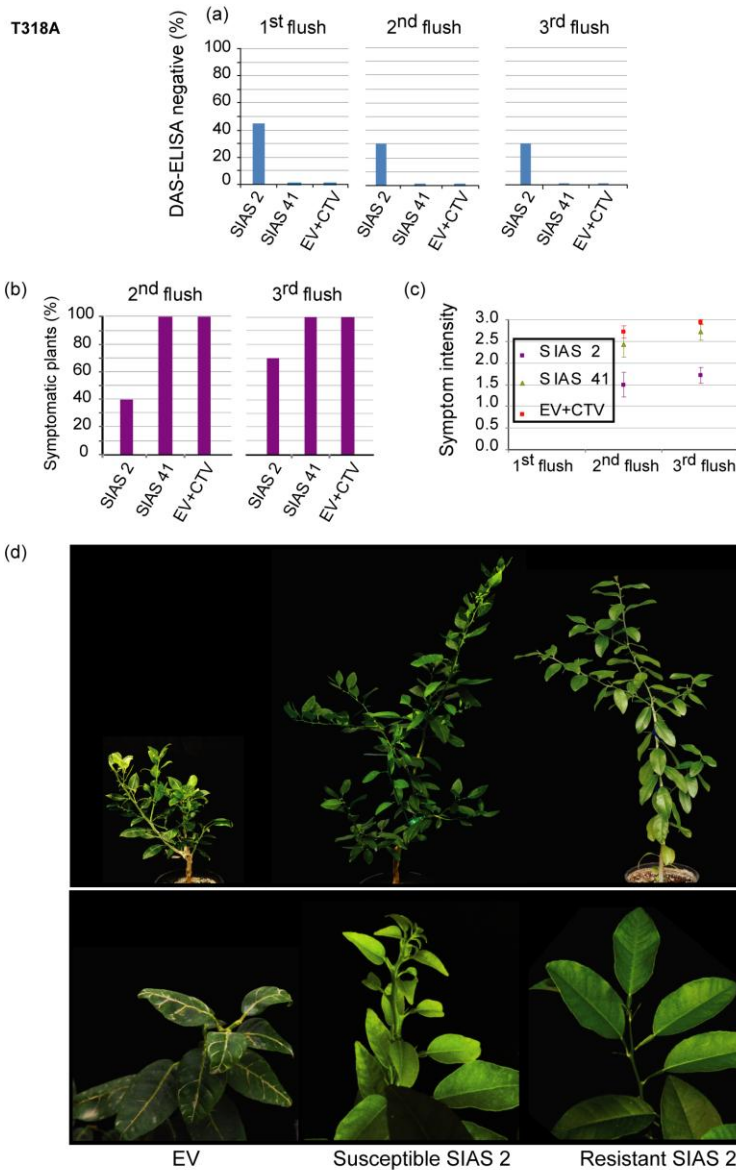 T318A
(a)
1st flush
2nd flush
3rd flush
DAS-ELISA negative (%)
100
80
60
40
20
0
SIAS 2
SIAS 41
EV+CTV
SIAS 2
SIAS 41
EV+CTV
SIAS 2
SIAS 41
EV+CTV
(b)
2nd flush
3rd flush
Symptomatic plants (%)
100
80
60
40
20
0
SIAS 2
SIAS 41
EV+CTV
SIAS 2
SIAS 41
EV+CTV
(c)
Symptom intensity
3.0
2.5
2.0
1.5
1.0
0.5
0.0
SIAS 2
SIAS 41
EV+CTV
1st flush
2nd flush
3rd flush
(d)
EV
Susceptible SIAS 2
Resistant SIAS 2